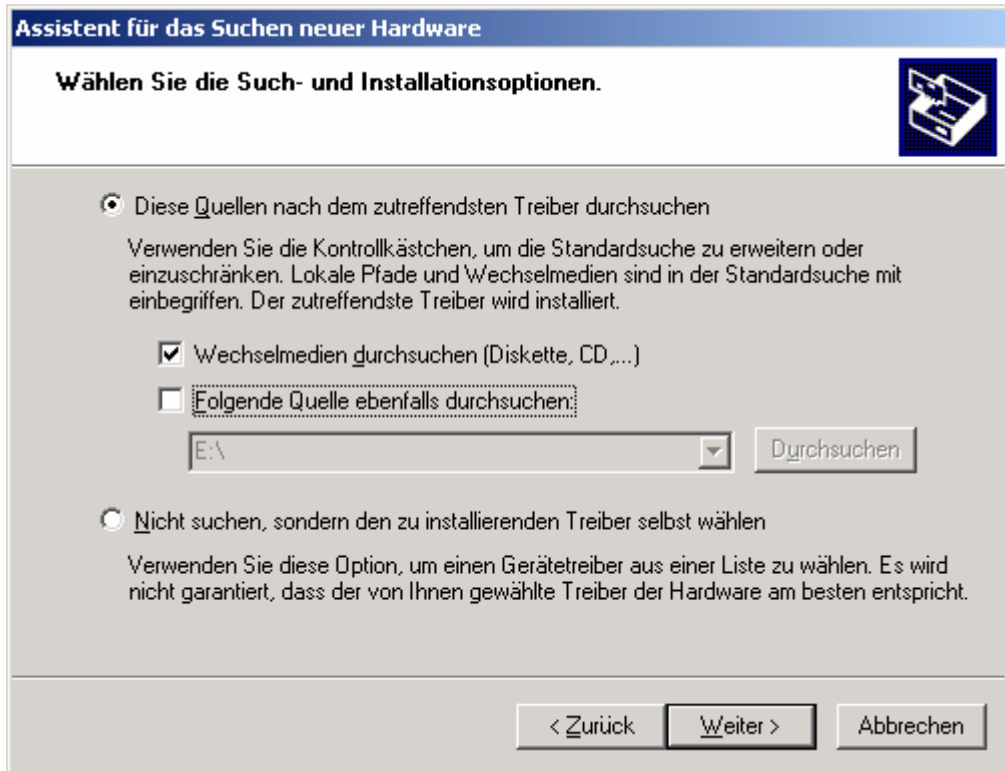 Assistent für das Suchen neuer Hardware
Wählen Sie die Such- und Installationsoptionen.
Diese Quellen nach dem zutreffendsten Treiber durchsuchen
Verwenden Sie die Kontrollkästchen, um die Standardsuche zu erweitern oder
einzuschränken. Lokale Pfade und Wechselmedien sind in der Standardsuche mit
einbegriffen. Der zutreffendste Treiber wird installiert.
Wechselmedien durchsuchen (Diskette, CD,...)
Folgende Quelle ebenfalls durchsuchen:
E:\ Durchsuchen
Nicht suchen, sondern den zu installierenden Treiber selbst wählen
Verwenden Sie diese Option, um einen Gerätetreiber aus einer Liste zu wählen. Es wird
nicht garantiert, dass der von Ihnen gewählte Treiber der Hardware am besten entspricht.
< Zurück Weiter > Abbrechen